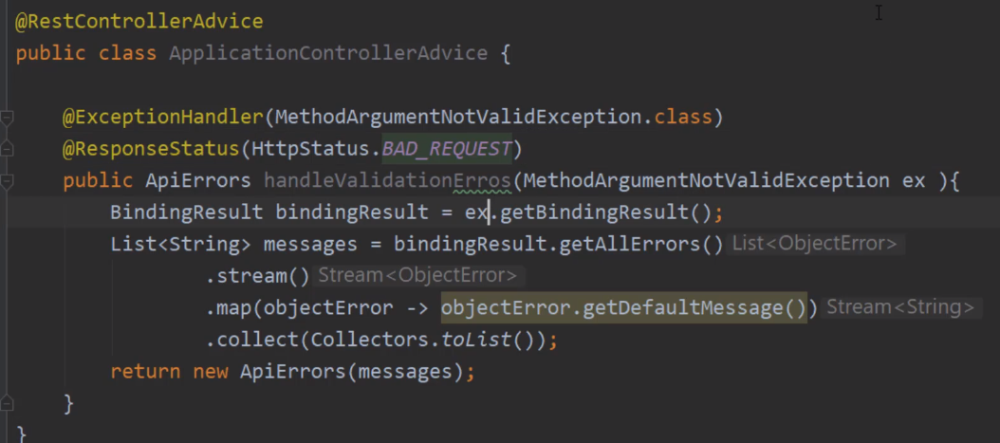 @RestControllerAdvice
public class ApplicationControllerAdvice {
@ExceptionHandler(MethodArgumentNotValidException.class)
@ResponseStatus(HttpStatus.BAD_REQUEST)
public ApiErrors handleValidationErros(MethodArgumentNotValidException ex ){
BindingResult bindingResult = ex.getBindingResult();
List<String> messages = bindingResult.getAllErrors() List<ObjectError>
.stream() Stream<ObjectError>
.map(objectError -> objectError.getDefaultMessage()) Stream<String>
.collect(Collectors.toList());
return new ApiErrors(messages);
}
}